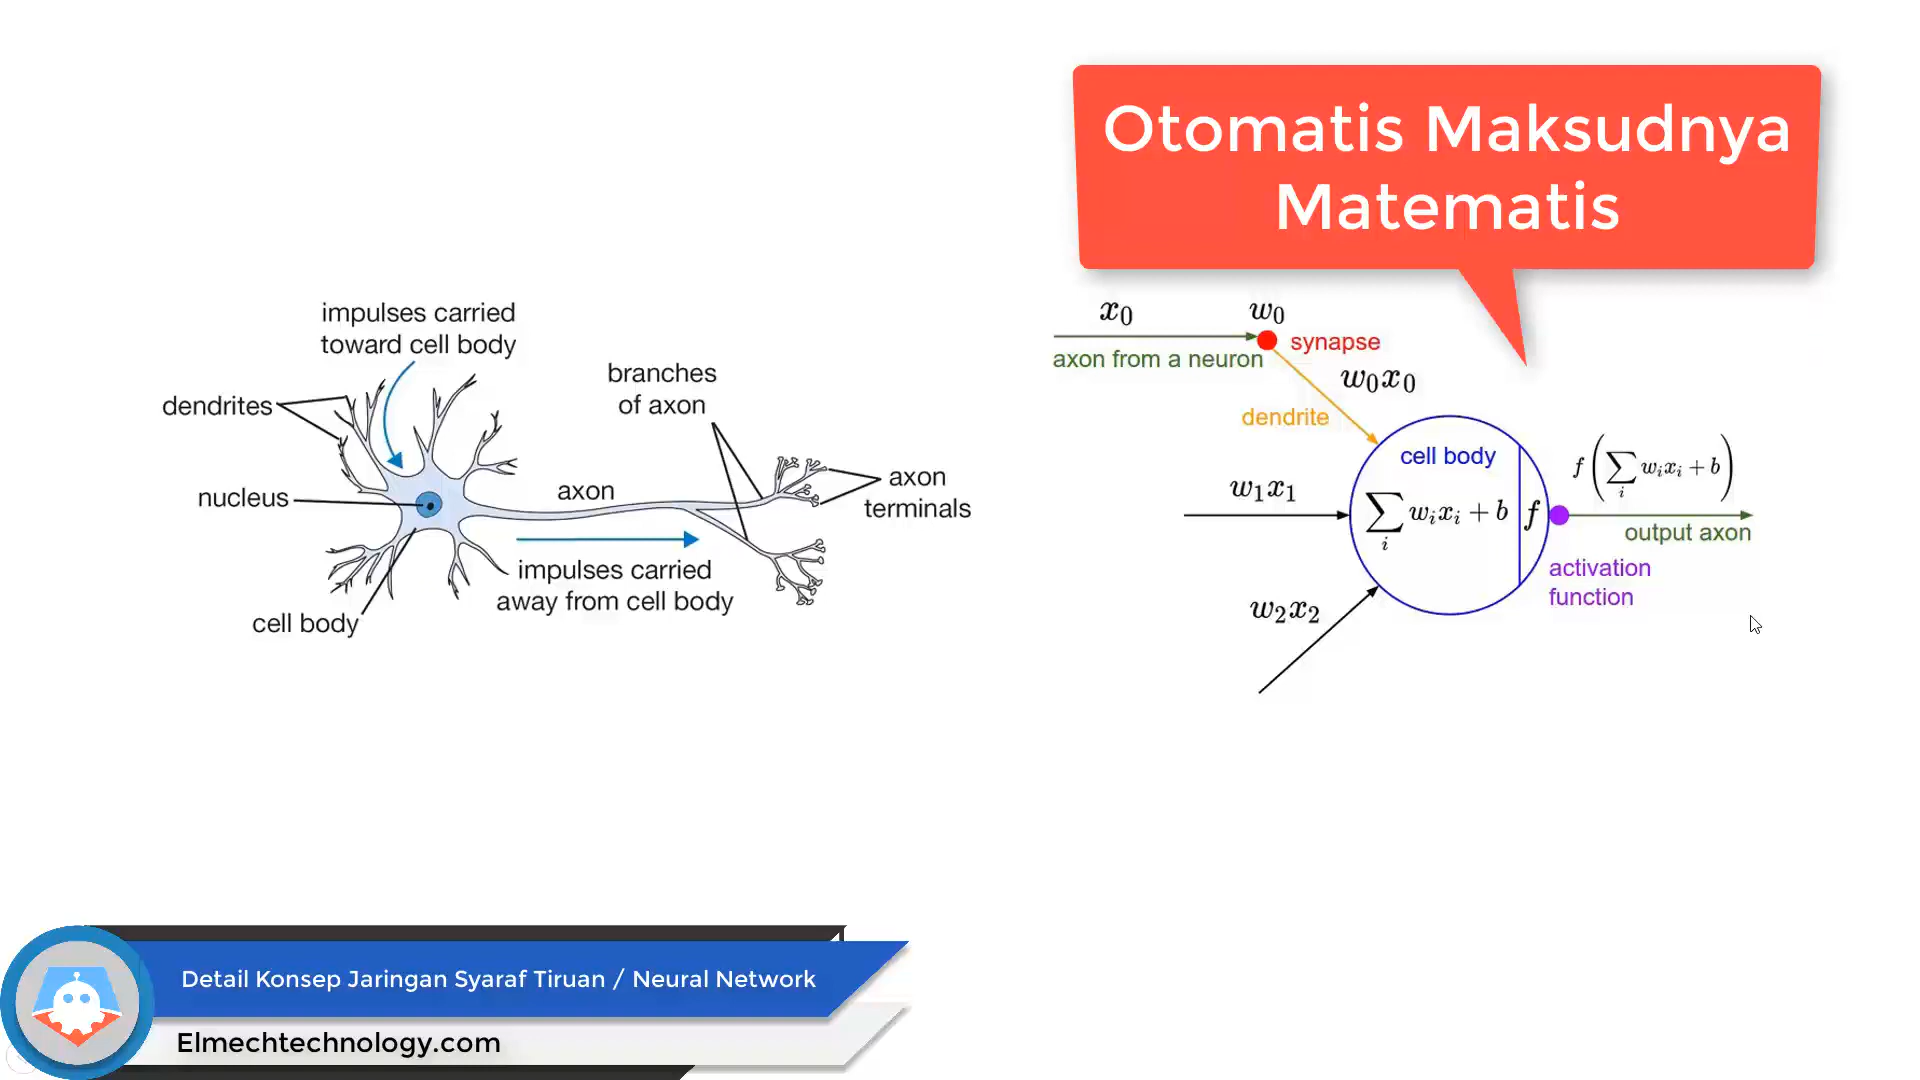 Otomatis Maksudnya
Matematis
impulses carried
toward cell body
dendrites
nucleus
cell body
axon
impulses carried
away from cell body
branches
of axon
axon
terminals
x₀
w₀
axon from a neuron
synapse
w₀x₀
dendrite
w₁x₁
w₂x₂
cell body
∑ᵢ wᵢxᵢ + b
f
f(∑ᵢ wᵢxᵢ + b)
output axon
activation
function
Detail Konsep Jaringan Syaraf Tiruan / Neural Network
Elmechtechnology.com